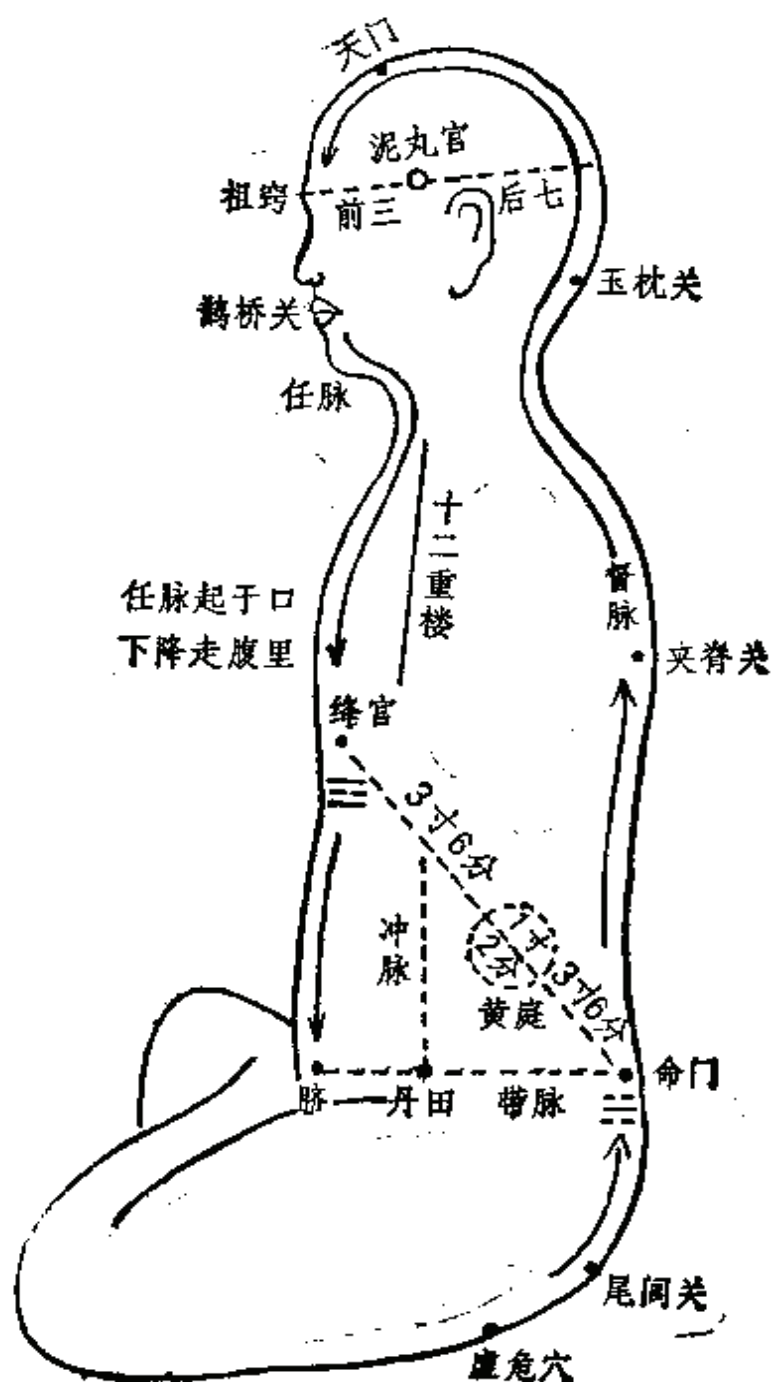 天门
泥丸官
祖窍
前三
后七
玉枕关
鹊桥关
任脉
十二重楼
督脉
任脉起于口
下降走腹里
夹脊关
绛官
3寸6分
1寸
2分
3寸6分
冲脉
黄庭
命门
脐
丹田
带脉
尾闾关
虚危穴